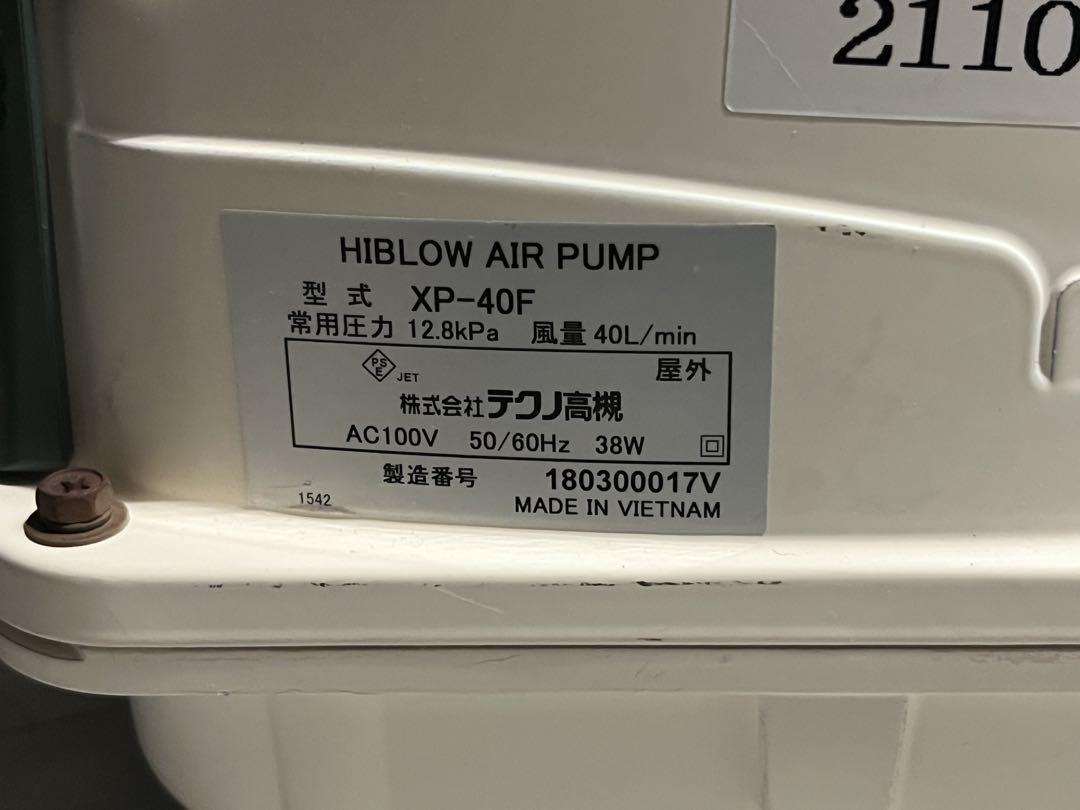 2110
HIBLOW AIR PUMP
型式 XP-40F
常用圧力 12.8kPa 風量 40L/min
PSE JET 屋外
株式会社テクノ高槻
AC100V 50/60Hz 38W
製造番号 180300017V
1542 MADE IN VIETNAM